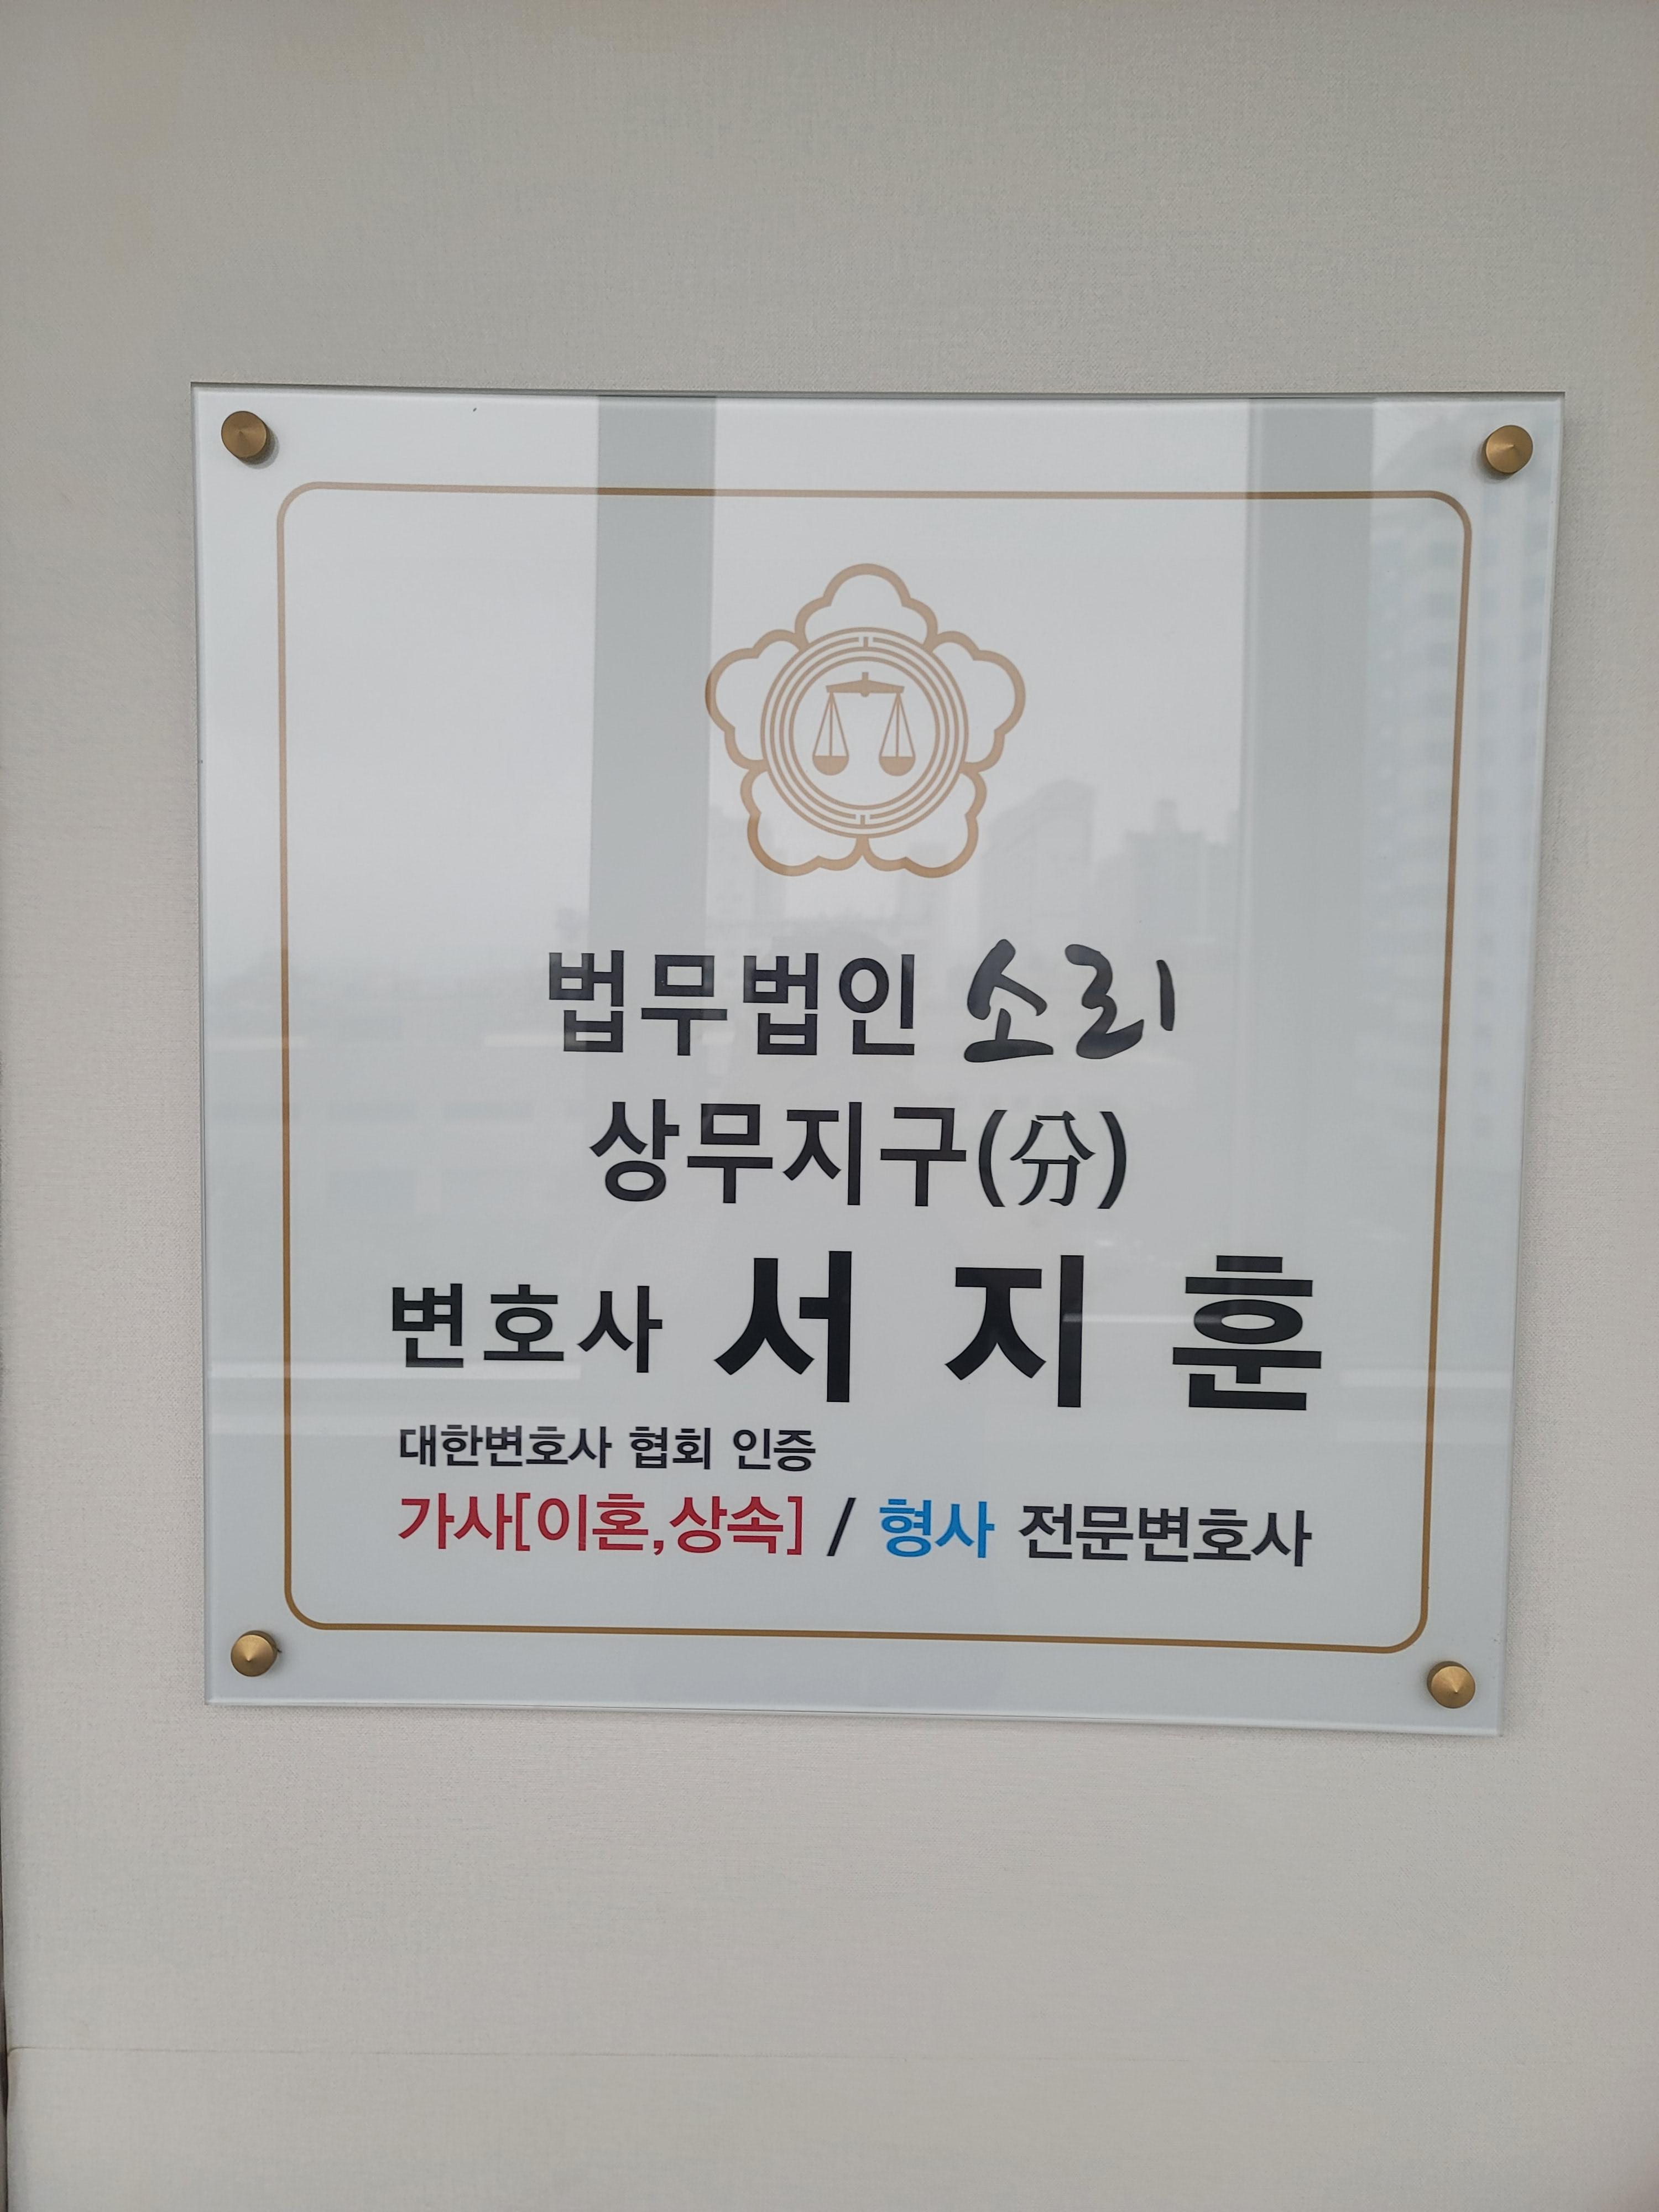 법무법인 소리
상무지구(分)
변호사 서지훈
대한변호사 협회 인증
가사[이혼,상속] / 형사 전문변호사